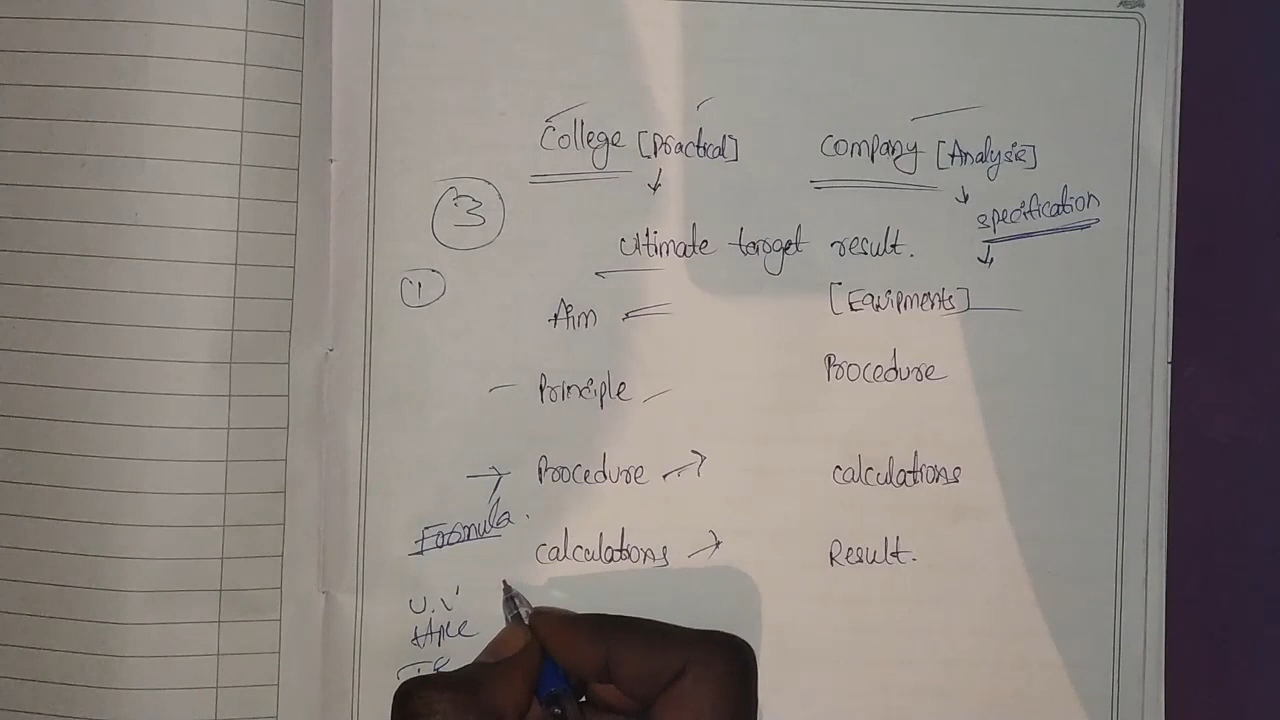 College [Practical] Company [Analysis]
3 specification
Ultimate target result.
1
Aim [Equipments]
Principle Procedure
Procedure calculations
Formula.
calculations Result.
U.V